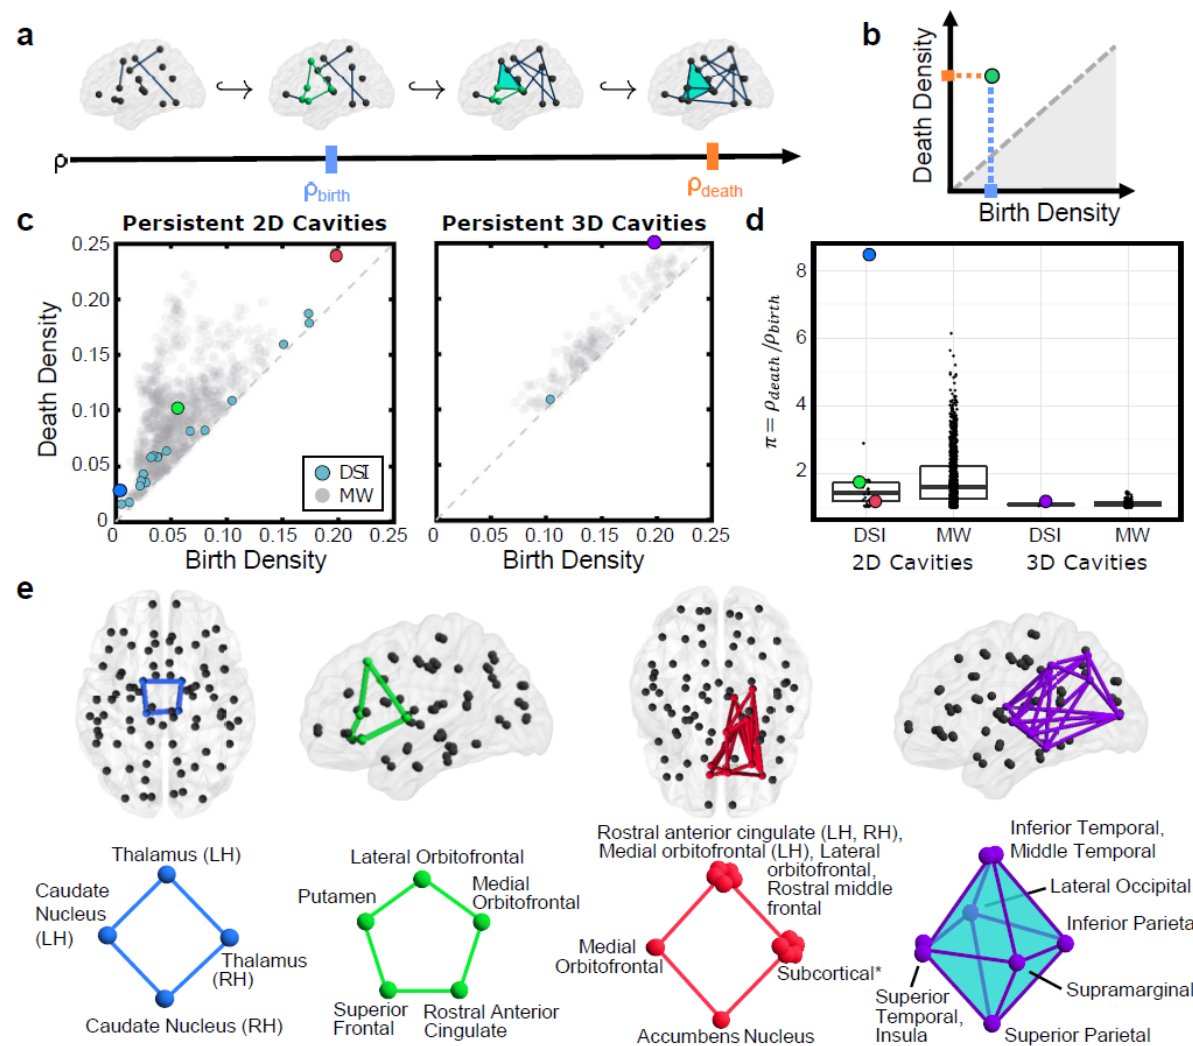 a
ρ̄
ρ̄birth
ρdeath
b
Death Density
Birth Density
c
Persistent 2D Cavities
Persistent 3D Cavities
Death Density
0.25
0.20
0.15
0.10
0.05
0
DSI
MW
0 0.05 0.10 0.15 0.20 0.25
Birth Density
0 0.05 0.10 0.15 0.20 0.25
Birth Density
d
π = ρdeath /ρbirth
8
6
4
2
DSI MW DSI MW
2D Cavities 3D Cavities
e
Thalamus (LH)
Caudate
Nucleus
(LH)
Thalamus
(RH)
Caudate Nucleus (RH)
Lateral Orbitofrontal
Putamen
Medial
Orbitofrontal
Superior
Frontal
Rostral Anterior
Cingulate
Rostral anterior cingulate (LH, RH),
Medial orbitofrontal (LH), Lateral
orbitofrontal,
Rostral middle
frontal
Medial
Orbitofrontal
Subcortical*
Accumbens Nucleus
Inferior Temporal,
Middle Temporal
Lateral Occipital
Inferior Parieta
Supramarginal
Superior
Temporal,
Insula
Superior Parietal